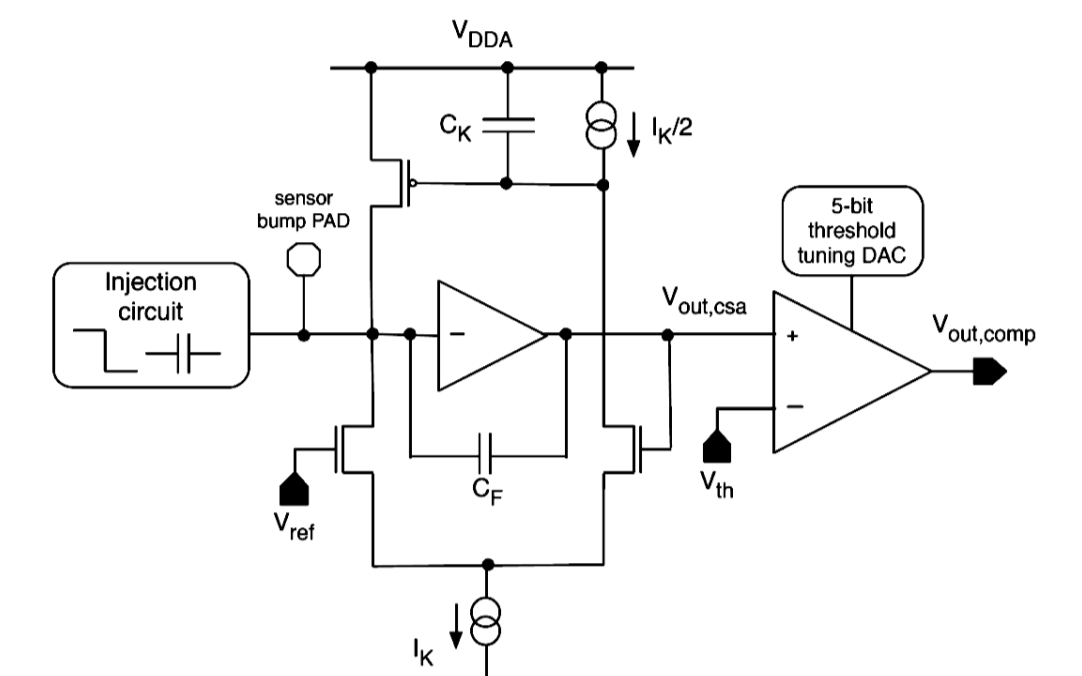 VDDA
CK
IK/2
sensor
bump PAD
5-bit
threshold
tuning DAC
Injection
circuit
Vout,csa
Vout,comp
−
+
−
Vth
CF
Vref
IK